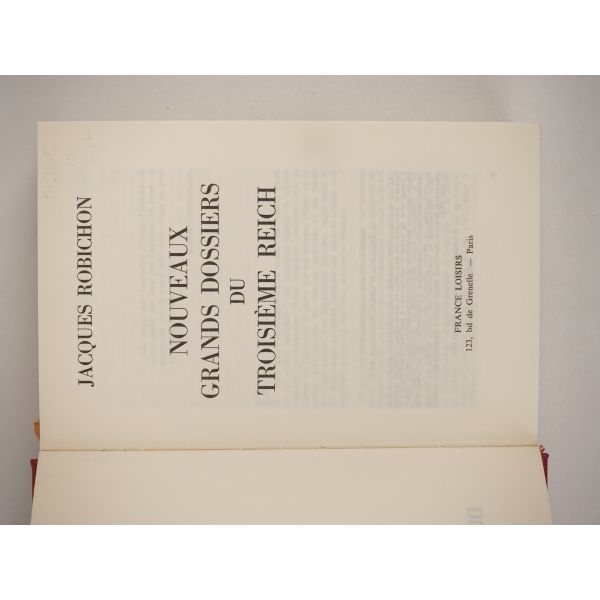 JACQUES ROBICHON
NOUVEAUX
GRANDS DOSSIERS
DU
TROISIÈME REICH
FRANCE LOISIRS
123, bd de Grenelle — Paris